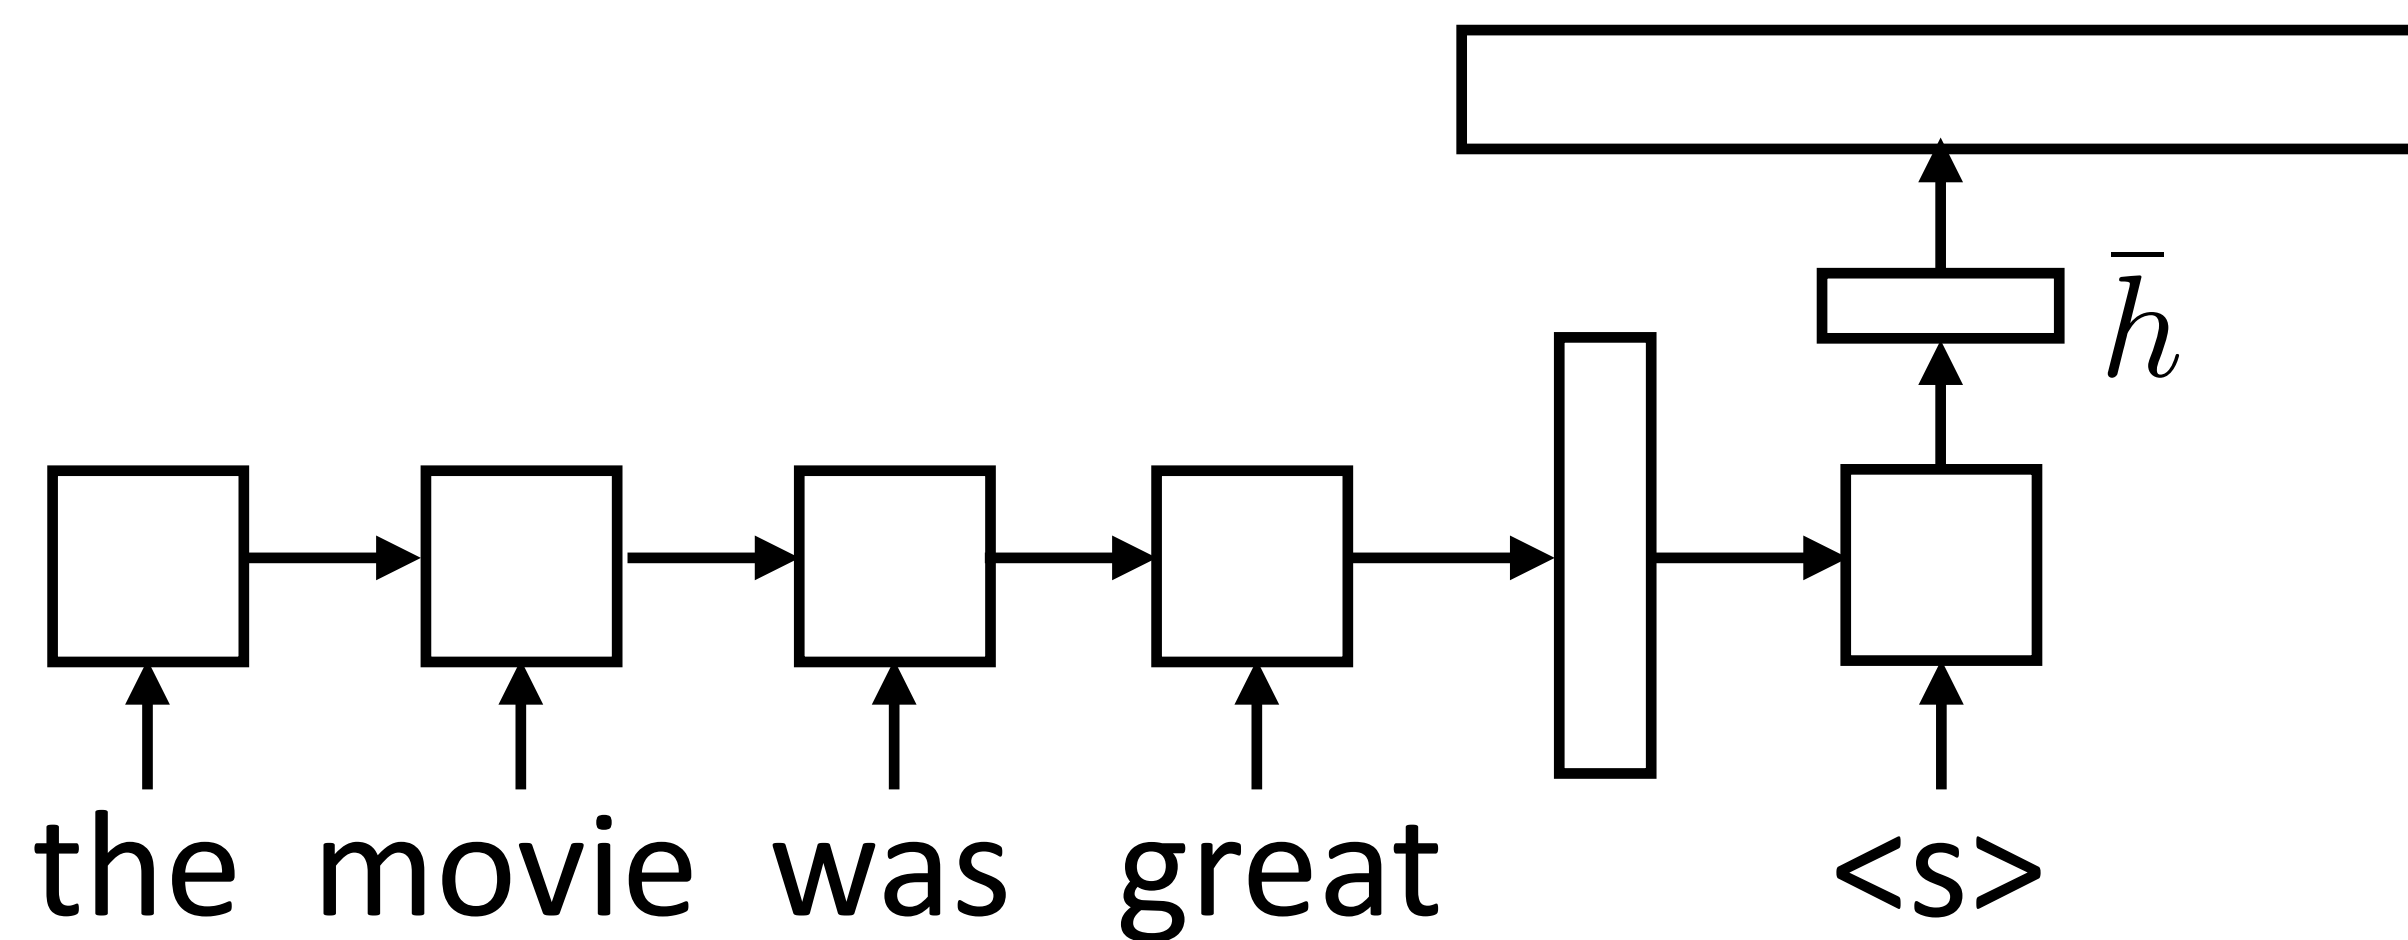 h̄
the movie was great <s>